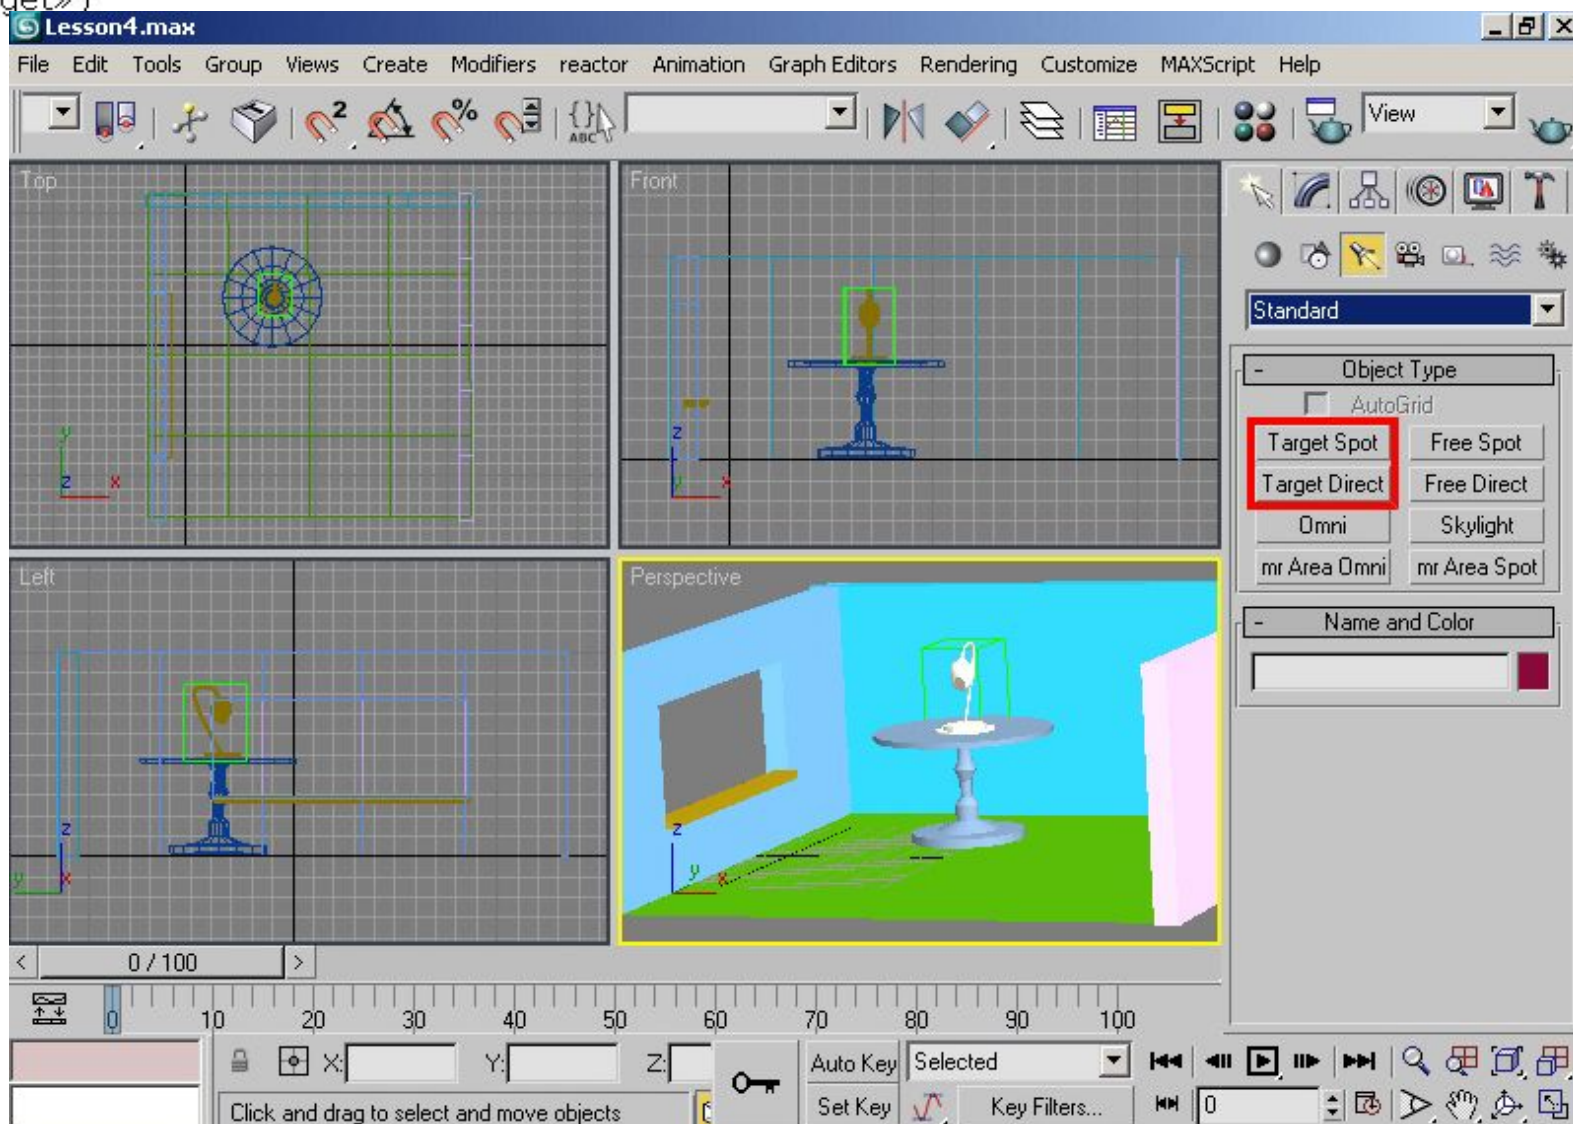 get»)
Lesson4.max
File Edit Tools Group Views Create Modifiers reactor Animation Graph Editors Rendering Customize MAXScript Help
2 % {} ABC View
Top
Front
Standard
- Object Type
AutoGrid
Target Spot Free Spot
Target Direct Free Direct
Omni Skylight
mr Area Omni mr Area Spot
- Name and Color
y
z x
z
y x
Left
Perspective
z
y x
z
y x
< 0 / 100 >
0 10 20 30 40 50 60 70 80 90 100
X: Y: Z: Auto Key Selected
Click and drag to select and move objects Set Key Key Filters... 0